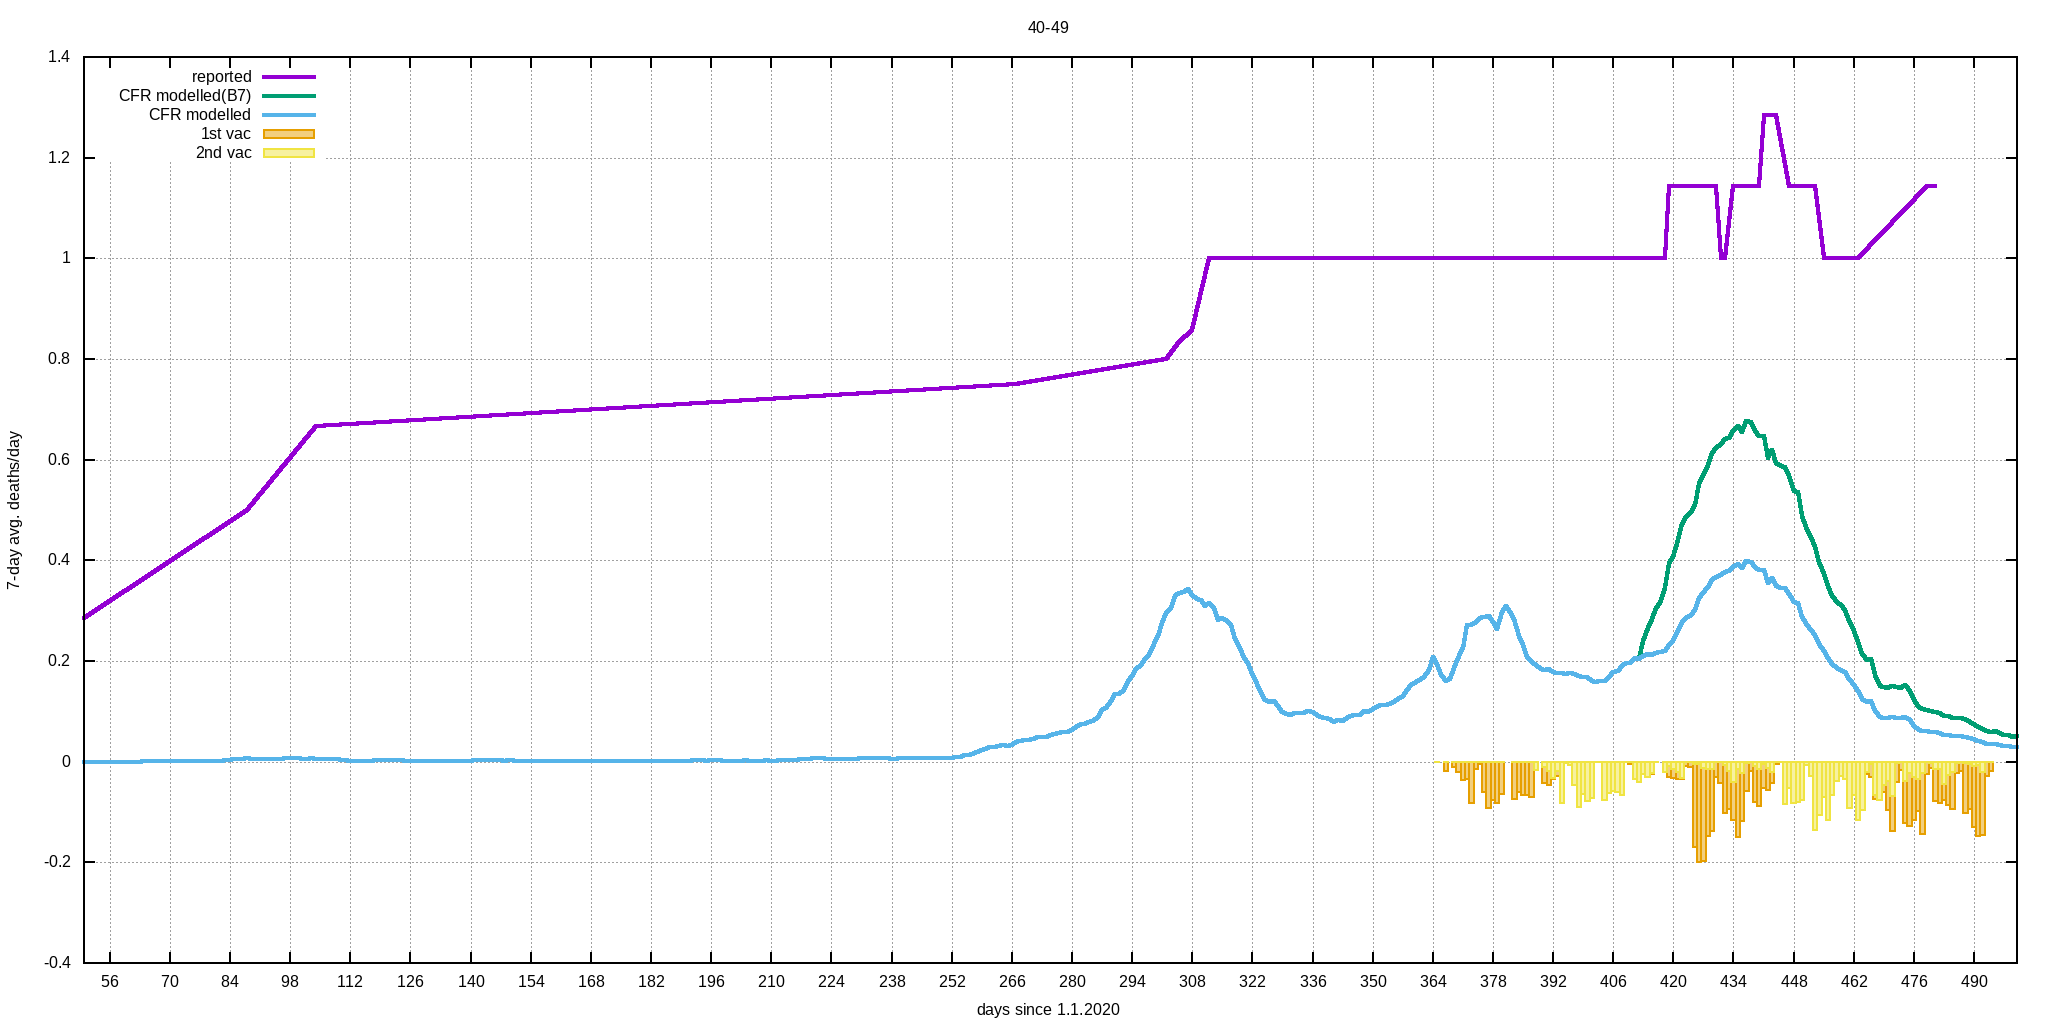 40-49
1.4
1.2
1
0.8
0.6
0.4
0.2
0
-0.2
-0.4
7-day avg. deaths/day
reported
CFR modelled(B7)
CFR modelled
1st vac
2nd vac
56 70 84 98 112 126 140 154 168 182 196 210 224 238 252 266 280 294 308 322 336 350 364 378 392 406 420 434 448 462 476 490
days since 1.1.2020